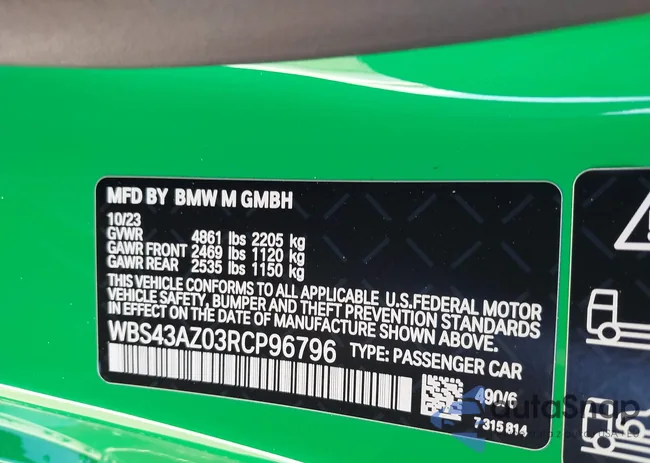 MFD BY BMW M GMBH
10/23
GVWR 4861 lbs 2205 kg
GAWR FRONT 2469 lbs 1120 kg
GAWR REAR 2535 lbs 1150 kg
THIS VEHICLE CONFORMS TO ALL APPLICABLE U.S.FEDERAL MOTOR
VEHICLE SAFETY, BUMPER AND THEFT PREVENTION STANDARDS
IN EFFECT ON THE DATE OF MANUFACTURE SHOWN ABOVE.
WBS43AZ03RCP96796 TYPE: PASSENGER CAR
490/6
autoSnap
7 315 814